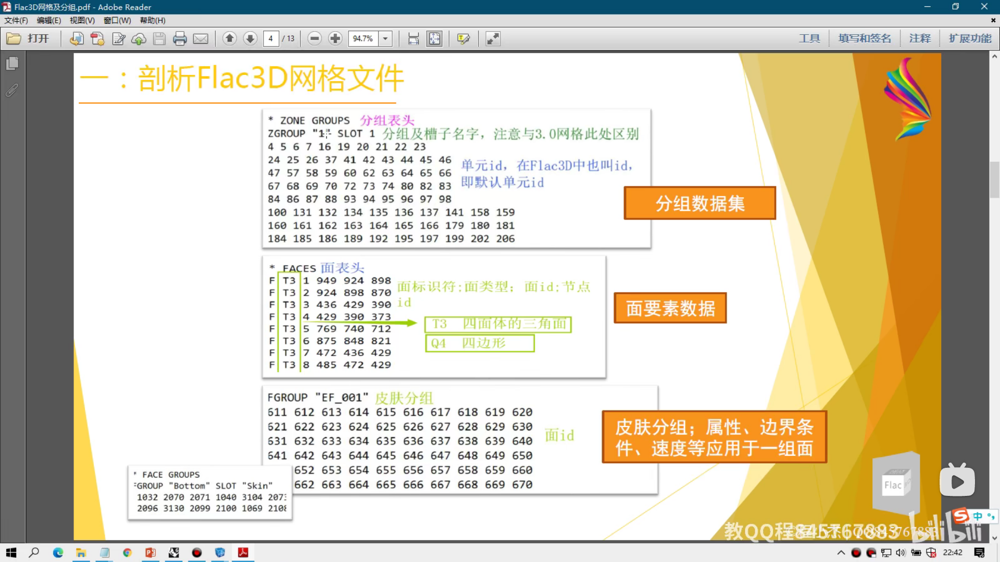 Flac3D网格及分组.pdf - Adobe Reader
文件(F) 编辑(E) 视图(V) 窗口(W) 帮助(H)
打开 4 / 13 94.7% 工具 填写和签名 注释 扩展功能
一：剖析Flac3D网格文件
* ZONE GROUPS 分组表头
ZGROUP "1" SLOT 1 分组及槽子名字，注意与3.0网格此处区别
4 5 6 7 16 19 20 21 22 23
24 25 26 37 41 42 43 44 45 46
47 57 58 59 60 62 63 64 65 66
67 68 69 70 72 73 74 80 82 83
84 86 87 88 93 94 95 96 97 98
100 131 132 134 135 136 137 141 158 159
160 161 162 163 164 165 166 179 180 181
184 185 186 189 192 195 197 199 202 206
单元id，在Flac3D中也叫id，
即默认单元id
分组数据集
* FACES 面表头
F T3 1 949 924 898
F T3 2 924 898 870
F T3 3 436 429 390
F T3 4 429 390 373
F T3 5 769 740 712
F T3 6 875 848 821
F T3 7 472 436 429
F T3 8 485 472 429
面标识符;面类型；面id;节点
id
T3 四面体的三角面
Q4 四边形
面要素数据
FGROUP "EF_001" 皮肤分组
611 612 613 614 615 616 617 618 619 620
621 622 623 624 625 626 627 628 629 630
631 632 633 634 635 636 637 638 639 640
641 642 643 644 645 646 647 648 649 650
652 653 654 655 656 657 658 659 660
662 663 664 665 666 667 668 669 670
面id
皮肤分组；属性、边界条
件、速度等应用于一组面
* FACE GROUPS
FGROUP "Bottom" SLOT "Skin"
1032 2070 2071 1040 3104 2073
2096 3130 2099 2100 1069 2108
Flac
中
教QQ程845767883
bilibili
22:42